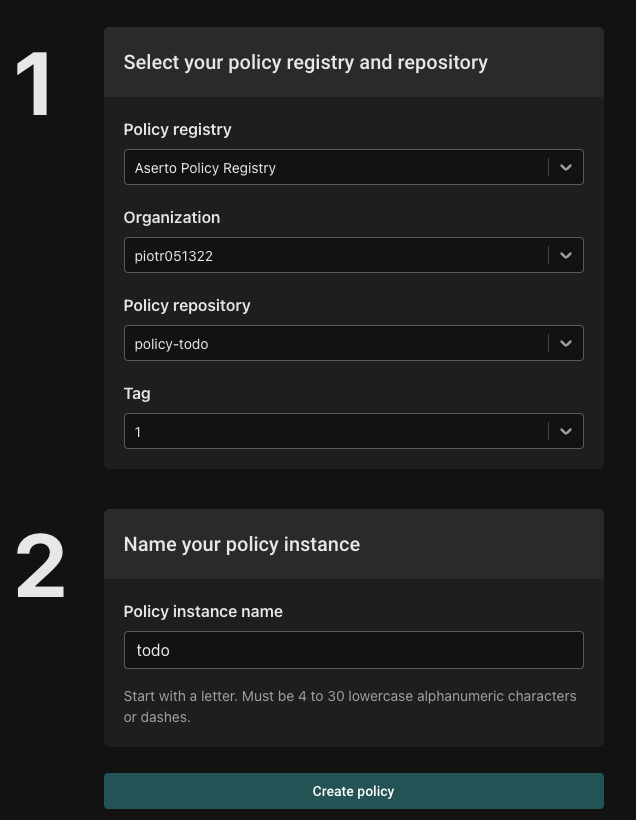 1
Select your policy registry and repository
Policy registry
Aserto Policy Registry
Organization
piotr051322
Policy repository
policy-todo
Tag
1
2
Name your policy instance
Policy instance name
todo
Start with a letter. Must be 4 to 30 lowercase alphanumeric characters
or dashes.
Create policy